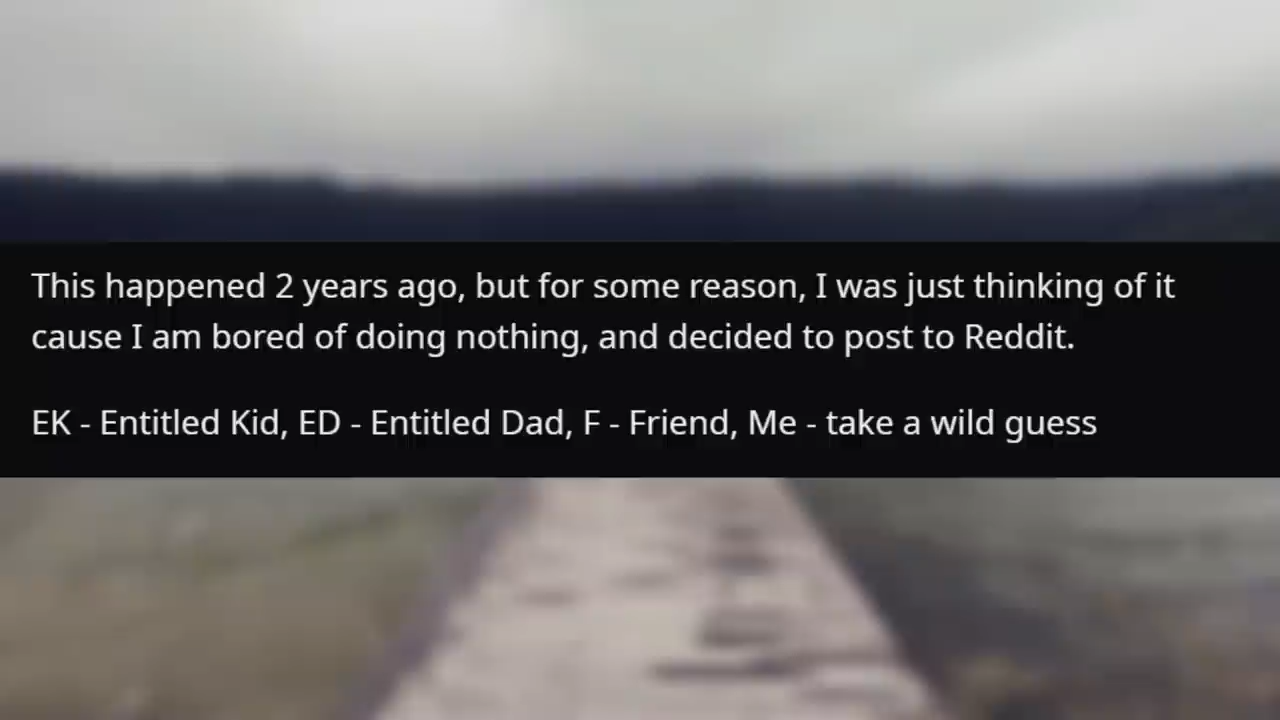 This happened 2 years ago, but for some reason, I was just thinking of it
cause I am bored of doing nothing, and decided to post to Reddit.
EK - Entitled Kid, ED - Entitled Dad, F - Friend, Me - take a wild guess